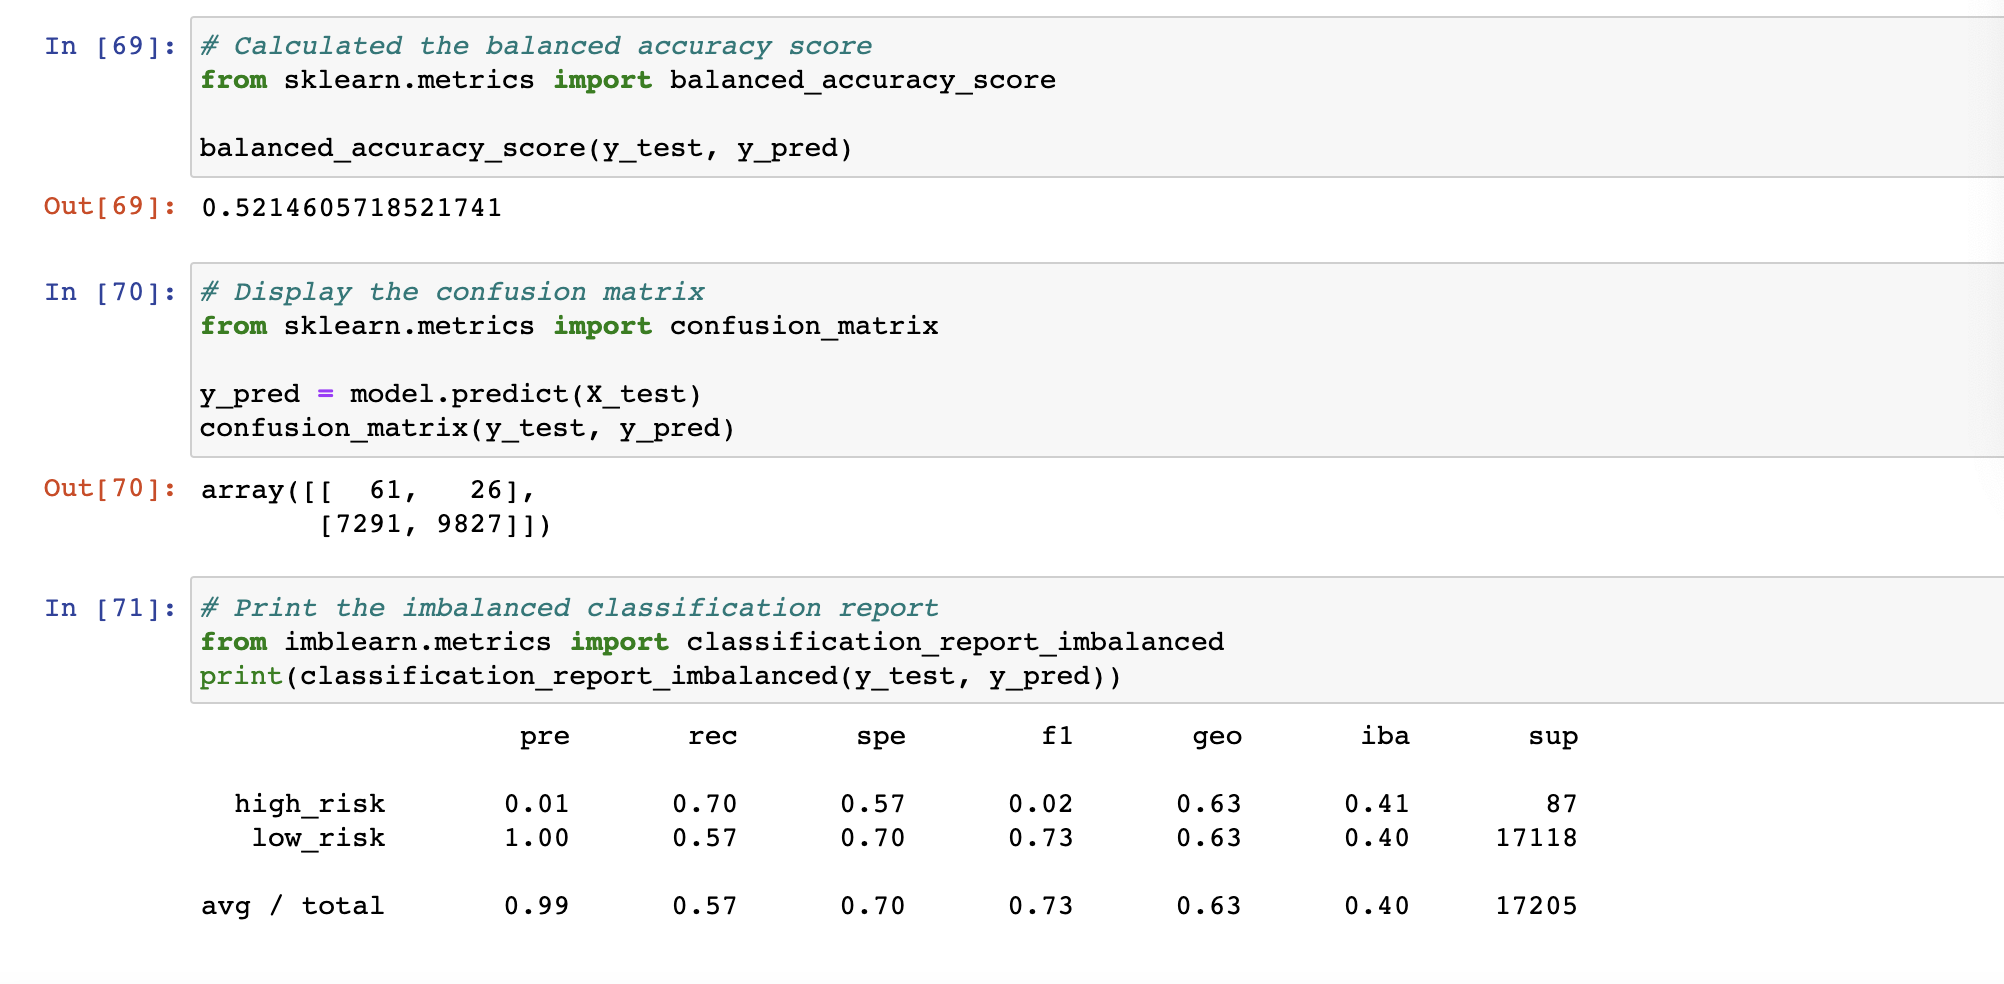 In [69]: # Calculated the balanced accuracy score
from sklearn.metrics import balanced_accuracy_score
balanced_accuracy_score(y_test, y_pred)
Out[69]: 0.5214605718521741
In [70]: # Display the confusion matrix
from sklearn.metrics import confusion_matrix
y_pred = model.predict(X_test)
confusion_matrix(y_test, y_pred)
Out[70]: array([[ 61, 26],
[7291, 9827]])
In [71]: # Print the imbalanced classification report
from imblearn.metrics import classification_report_imbalanced
print(classification_report_imbalanced(y_test, y_pred))
pre rec spe f1 geo iba sup
high_risk 0.01 0.70 0.57 0.02 0.63 0.41 87
low_risk 1.00 0.57 0.70 0.73 0.63 0.40 17118
avg / total 0.99 0.57 0.70 0.73 0.63 0.40 17205